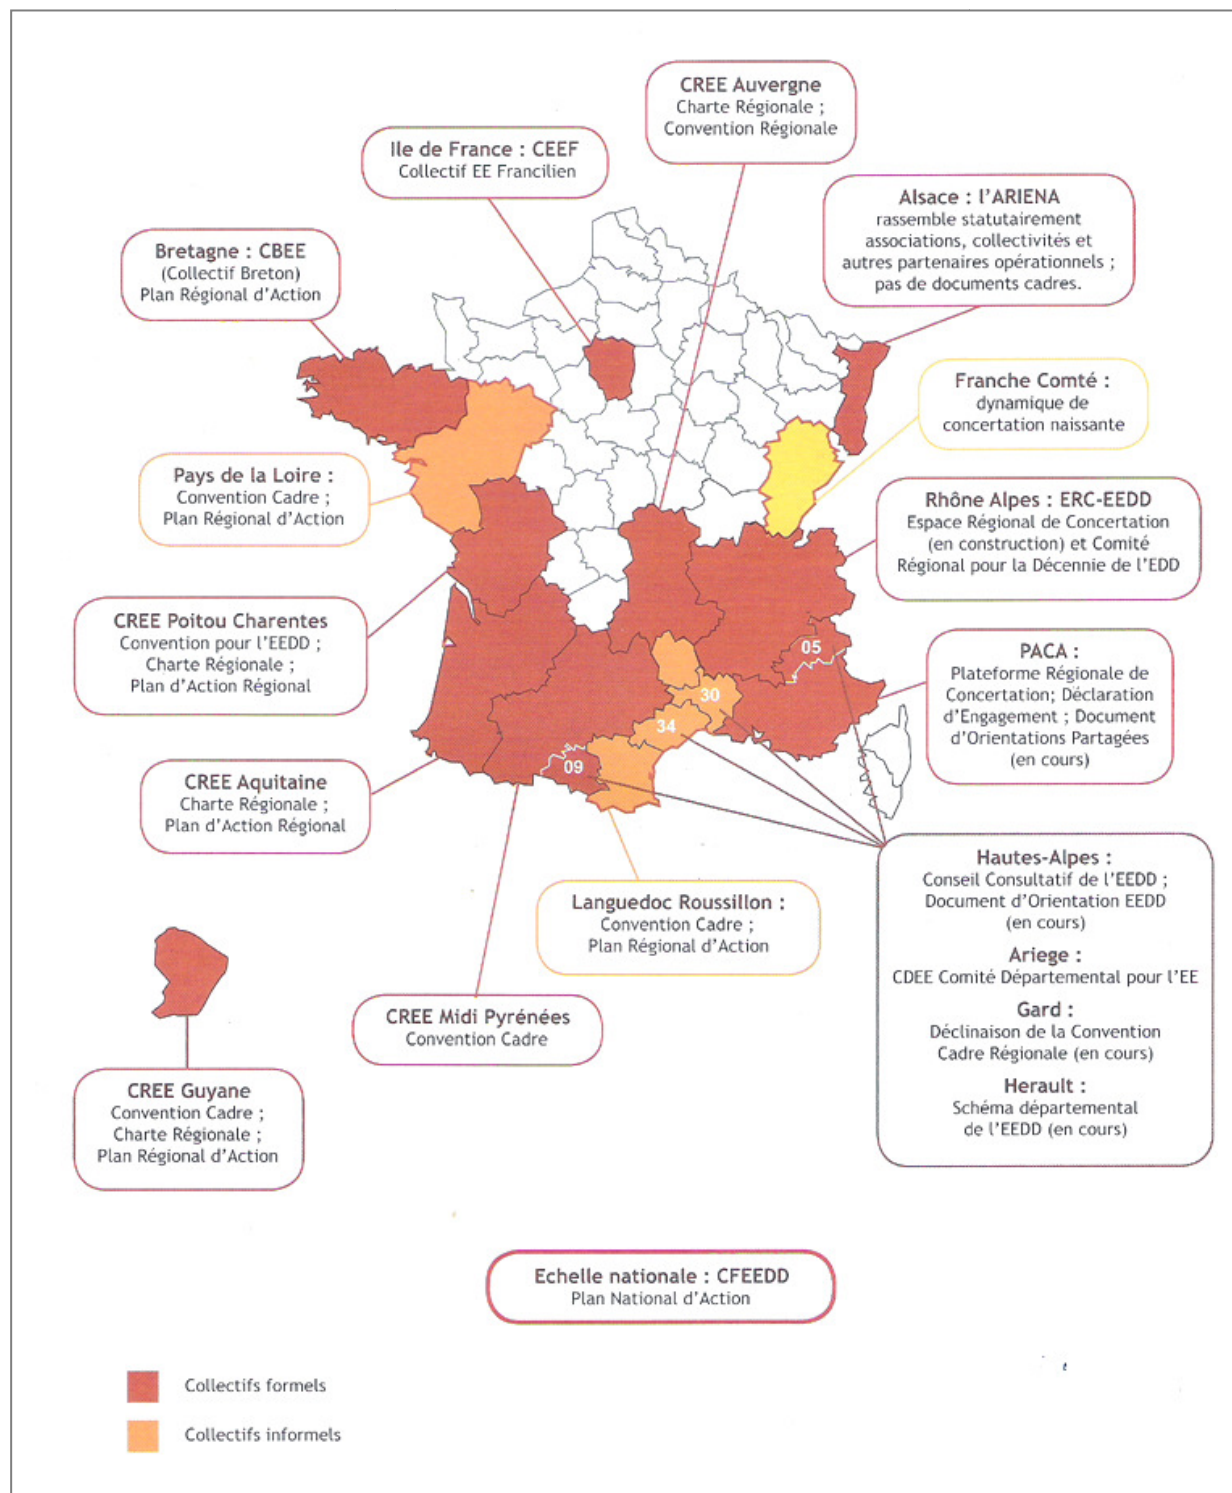 CREE Auvergne
Charte Régionale ;
Convention Régionale
Ile de France : CEEF
Collectif EE Francilien
Alsace : l'ARIENA
rassemble statutairement
associations, collectivités et
autres partenaires opérationnels ;
pas de documents cadres.
Bretagne : CBEE
(Collectif Breton)
Plan Régional d'Action
Franche Comté :
dynamique de
concertation naissante
Pays de la Loire :
Convention Cadre ;
Plan Régional d'Action
Rhône Alpes : ERC-EEDD
Espace Régional de Concertation
(en construction) et Comité
Régional pour la Décennie de l'EDD
CREE Poitou Charentes
Convention pour l'EEDD ;
Charte Régionale ;
Plan d'Action Régional
05
30
34
09
PACA :
Plateforme Régionale de
Concertation; Déclaration
d'Engagement ; Document
d'Orientations Partagées
(en cours)
CREE Aquitaine
Charte Régionale ;
Plan d'Action Régional
Languedoc Roussillon :
Convention Cadre ;
Plan Régional d'Action
Hautes-Alpes :
Conseil Consultatif de l'EEDD ;
Document d'Orientation EEDD
(en cours)
Ariege :
CDEE Comité Départemental pour l'EE
Gard :
Déclinaison de la Convention
Cadre Régionale (en cours)
Herault :
Schéma départemental
de l'EEDD (en cours)
CREE Midi Pyrénées
Convention Cadre
CREE Guyane
Convention Cadre ;
Charte Régionale ;
Plan Régional d'Action
Echelle nationale : CFEEDD
Plan National d'Action
Collectifs formels
Collectifs informels